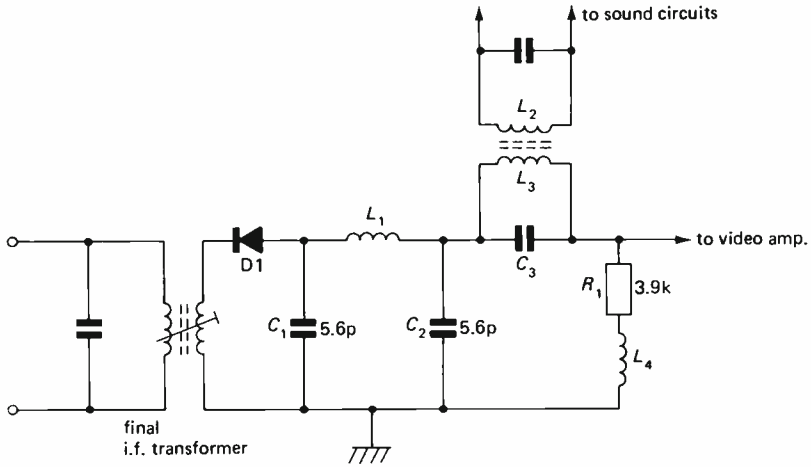 to sound circuits
L2
L3
L1
D1
C3
to video amp.
R1 3.9k
C1 5.6p
C2 5.6p
L4
final
i.f. transformer